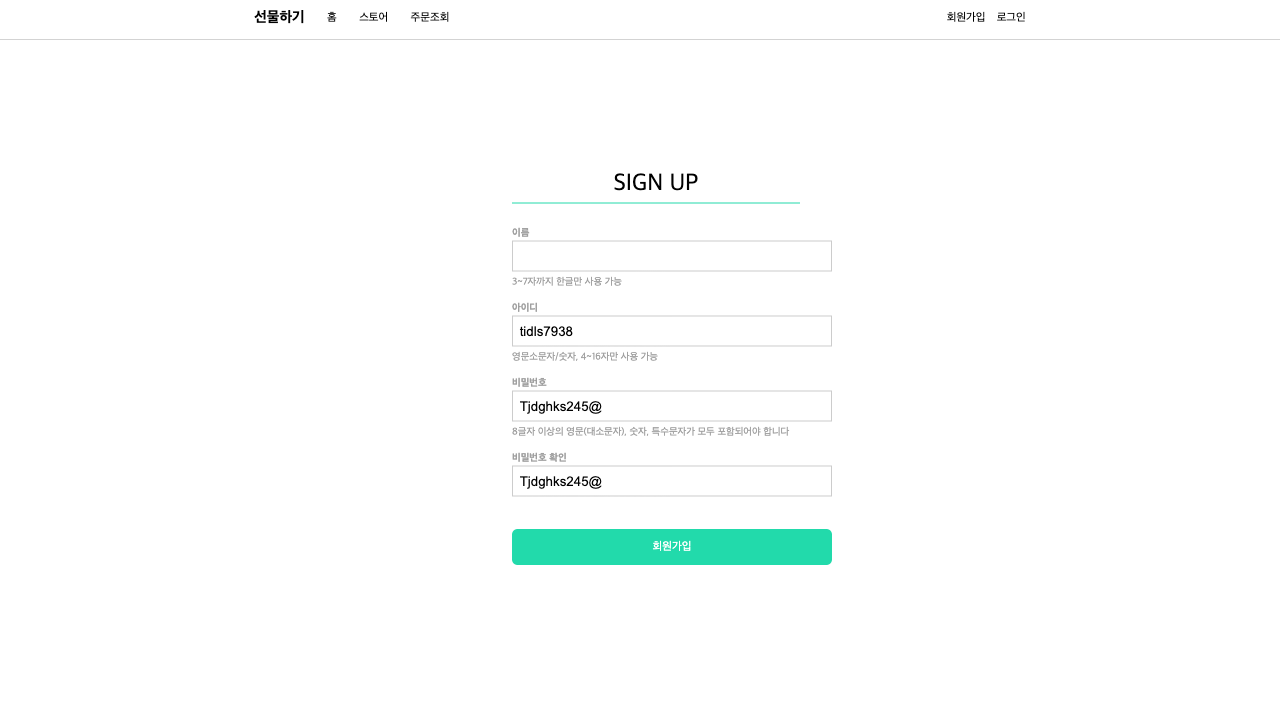 선물하기 홈 스토어 주문조회 회원가입 로그인
SIGN UP
이름
3~7자까지 한글만 사용 가능
아이디
tidls7938
영문소문자/숫자, 4~16자만 사용 가능
비밀번호
Tjdghks245@
8글자 이상의 영문(대소문자), 숫자, 특수문자가 모두 포함되어야 합니다
비밀번호 확인
Tjdghks245@
회원가입